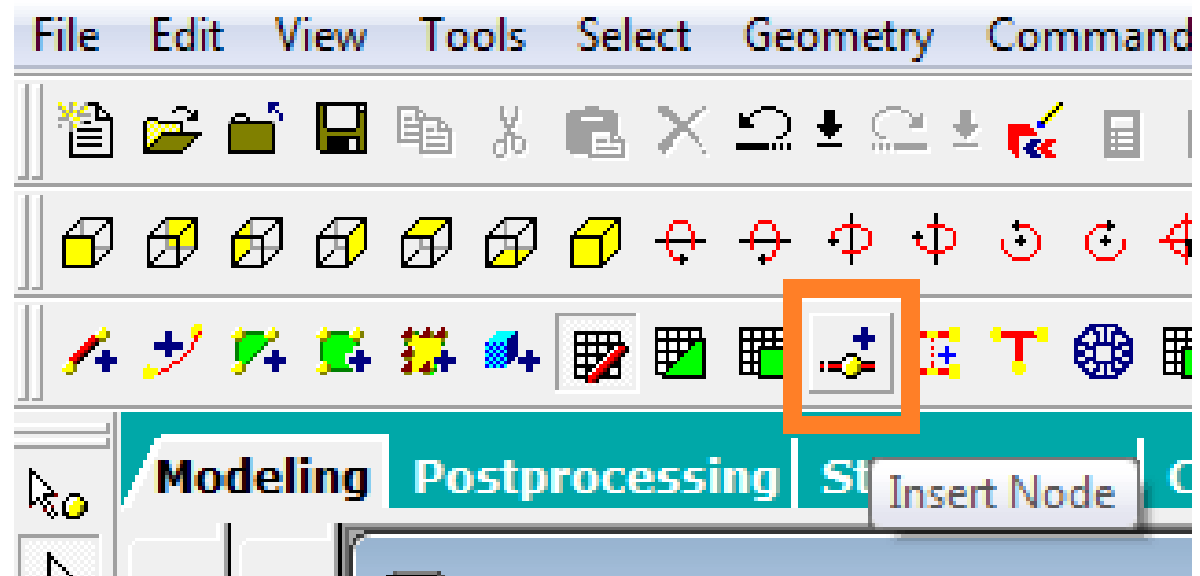 File Edit View Tools Select Geometry Command
Modeling Postprocessing St
Insert Node